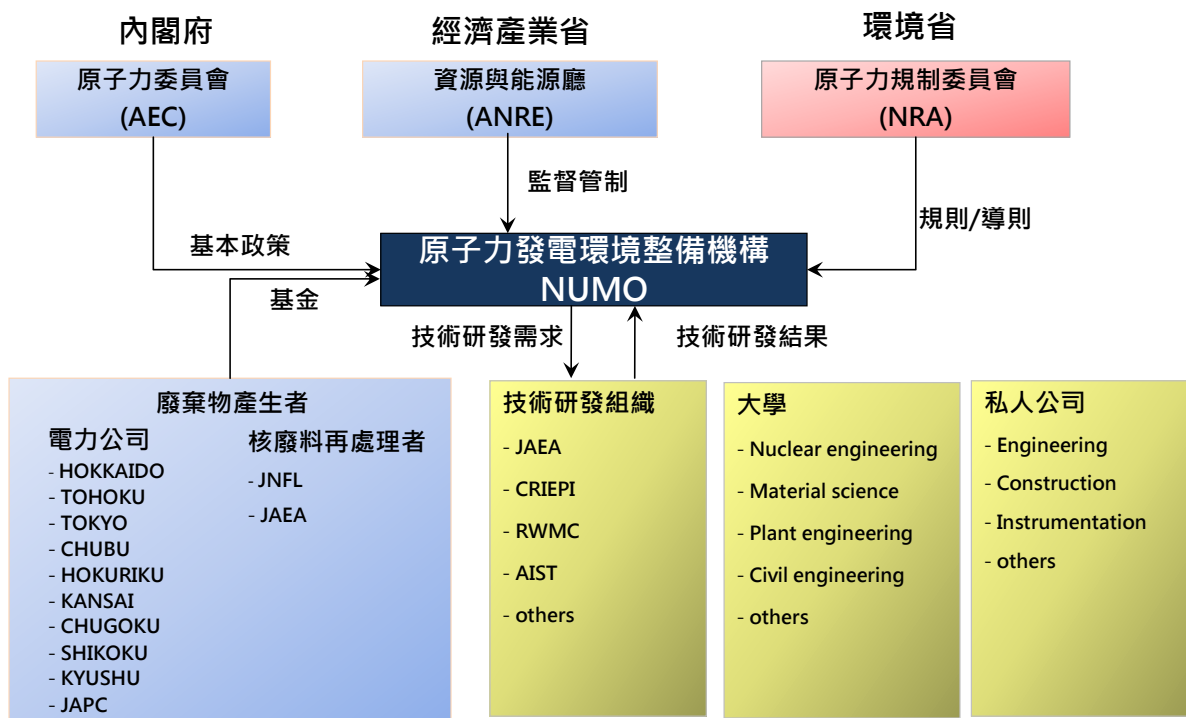 內閣府
經濟產業省
環境省
原子力委員會
(AEC)
資源與能源廳
(ANRE)
原子力規制委員會
(NRA)
監督管制
規則/導則
基本政策
原子力發電環境整備機構
NUMO
基金
技術研發需求
技術研發結果
廢棄物產生者
電力公司
- HOKKAIDO
- TOHOKU
- TOKYO
- CHUBU
- HOKURIKU
- KANSAI
- CHUGOKU
- SHIKOKU
- KYUSHU
- JAPC
核廢料再處理者
- JNFL
- JAEA
技術研發組織
- JAEA
- CRIEPI
- RWMC
- AIST
- others
大學
- Nuclear engineering
- Material science
- Plant engineering
- Civil engineering
- others
私人公司
- Engineering
- Construction
- Instrumentation
- others